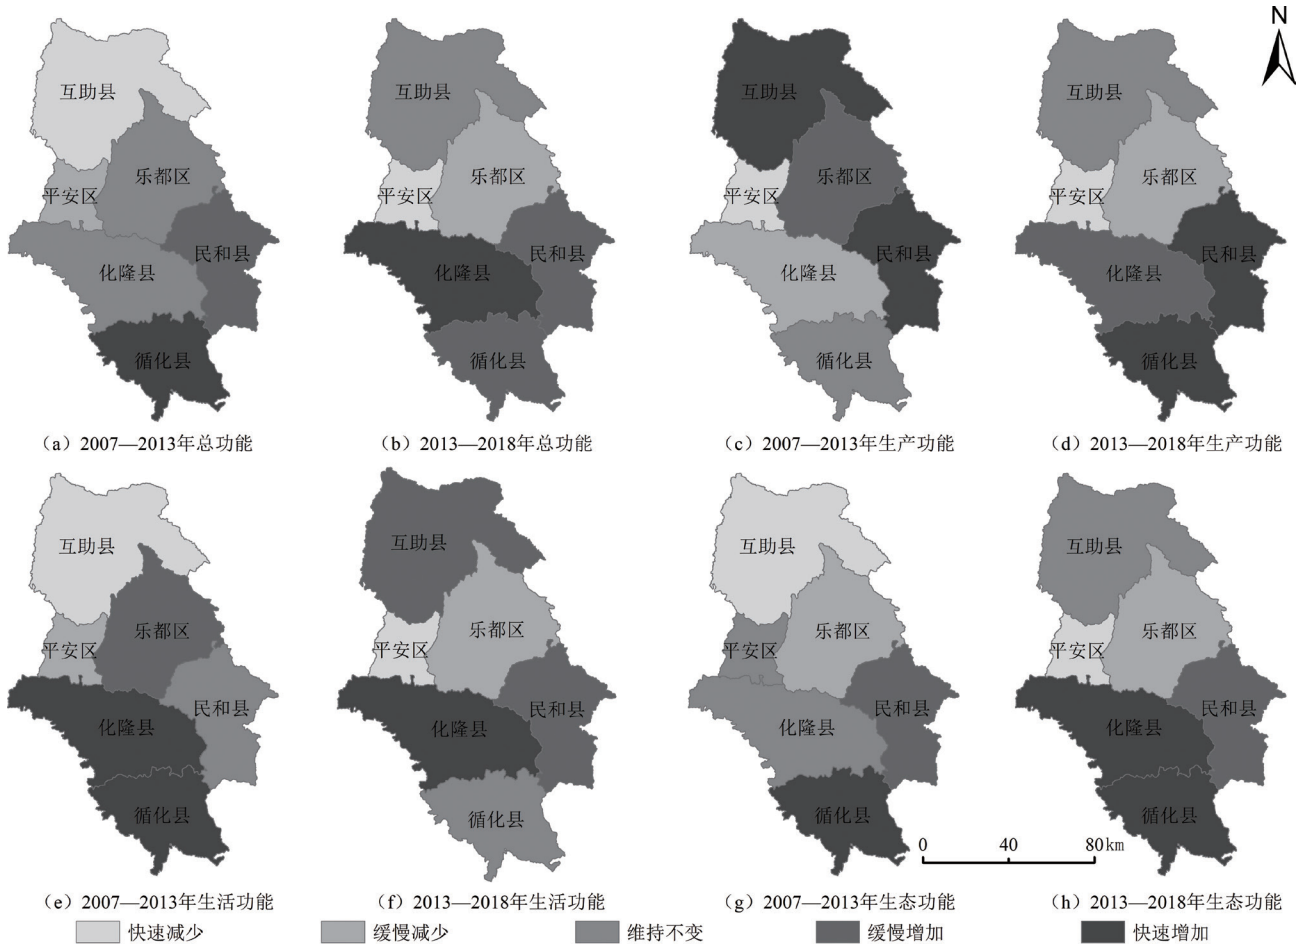 N
互助县
乐都区
平安区
民和县
化隆县
循化县
互助县
乐都区
平安区
民和县
化隆县
循化县
互助县
乐都区
平安区
民和县
化隆县
循化县
互助县
乐都区
平安区
民和县
化隆县
循化县
（a）2007—2013年总功能
（b）2013—2018年总功能
（c）2007—2013年生产功能
（d）2013—2018年生产功能
互助县
乐都区
平安区
民和县
化隆县
循化县
互助县
乐都区
平安区
民和县
化隆县
循化县
互助县
乐都区
平安区
民和县
化隆县
循化县
互助县
乐都区
平安区
民和县
化隆县
循化县
0 40 80km
（e）2007—2013年生活功能
（f）2013—2018年生活功能
（g）2007—2013年生态功能
（h）2013—2018年生态功能
快速减少
缓慢减少
维持不变
缓慢增加
快速增加